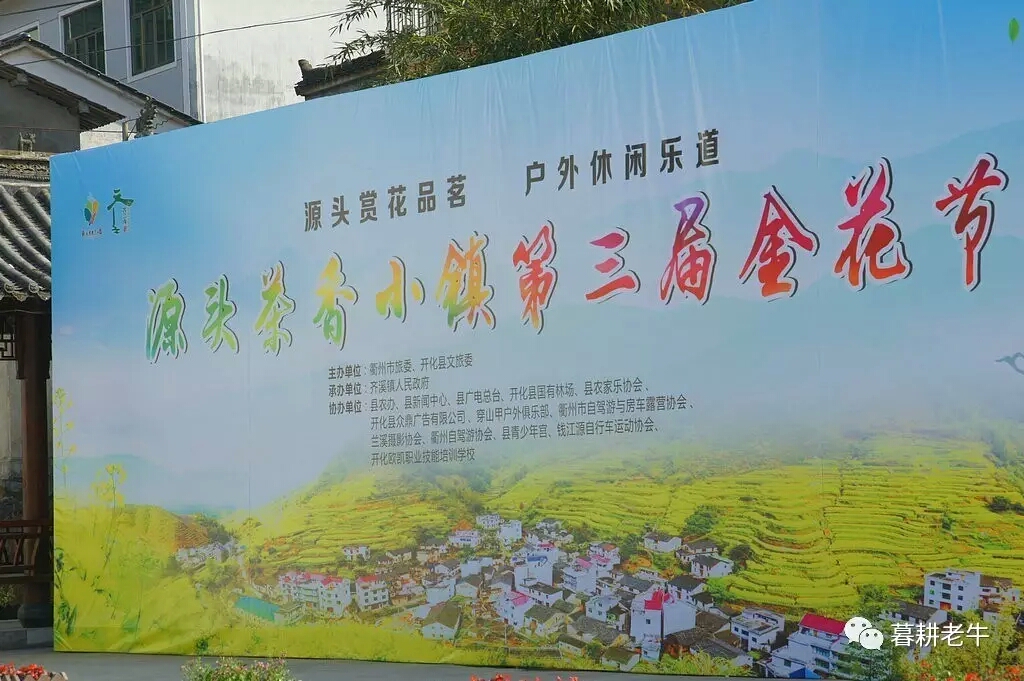 源头赏花品茗 户外休闲乐道
源头茶香小镇第三届金花节
主办单位：衢州市旅委、开化县文旅委
承办单位：齐溪镇人民政府
协办单位：县农办、县新闻中心、县广电总台、开化县国有林场、县农家乐协会、
开化县众鼎广告有限公司、穿山甲户外俱乐部、衢州市自驾游与房车露营协会、
兰溪摄影协会、衢州自驾游协会、县青少年宫、钱江源自行车运动协会、
开化欧凯职业技能培训学校
暮耕老牛